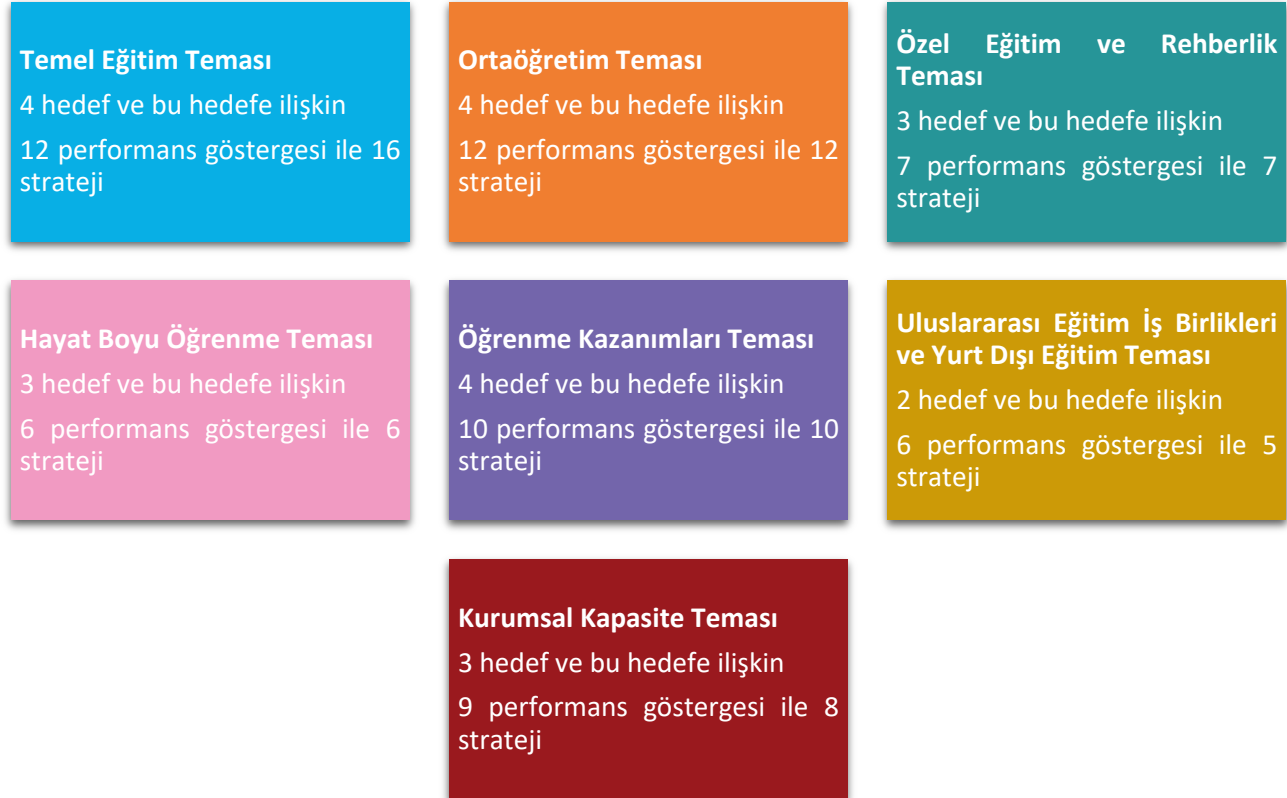 Temel Eğitim Teması
4 hedef ve bu hedefe ilişkin
12 performans göstergesi ile 16
strateji
Ortaöğretim Teması
4 hedef ve bu hedefe ilişkin
12 performans göstergesi ile 12
strateji
Özel Eğitim ve Rehberlik
Teması
3 hedef ve bu hedefe ilişkin
7 performans göstergesi ile 7
strateji
Hayat Boyu Öğrenme Teması
3 hedef ve bu hedefe ilişkin
6 performans göstergesi ile 6
strateji
Öğrenme Kazanımları Teması
4 hedef ve bu hedefe ilişkin
10 performans göstergesi ile 10
strateji
Uluslararası Eğitim İş Birlikleri
ve Yurt Dışı Eğitim Teması
2 hedef ve bu hedefe ilişkin
6 performans göstergesi ile 5
strateji
Kurumsal Kapasite Teması
3 hedef ve bu hedefe ilişkin
9 performans göstergesi ile 8
strateji